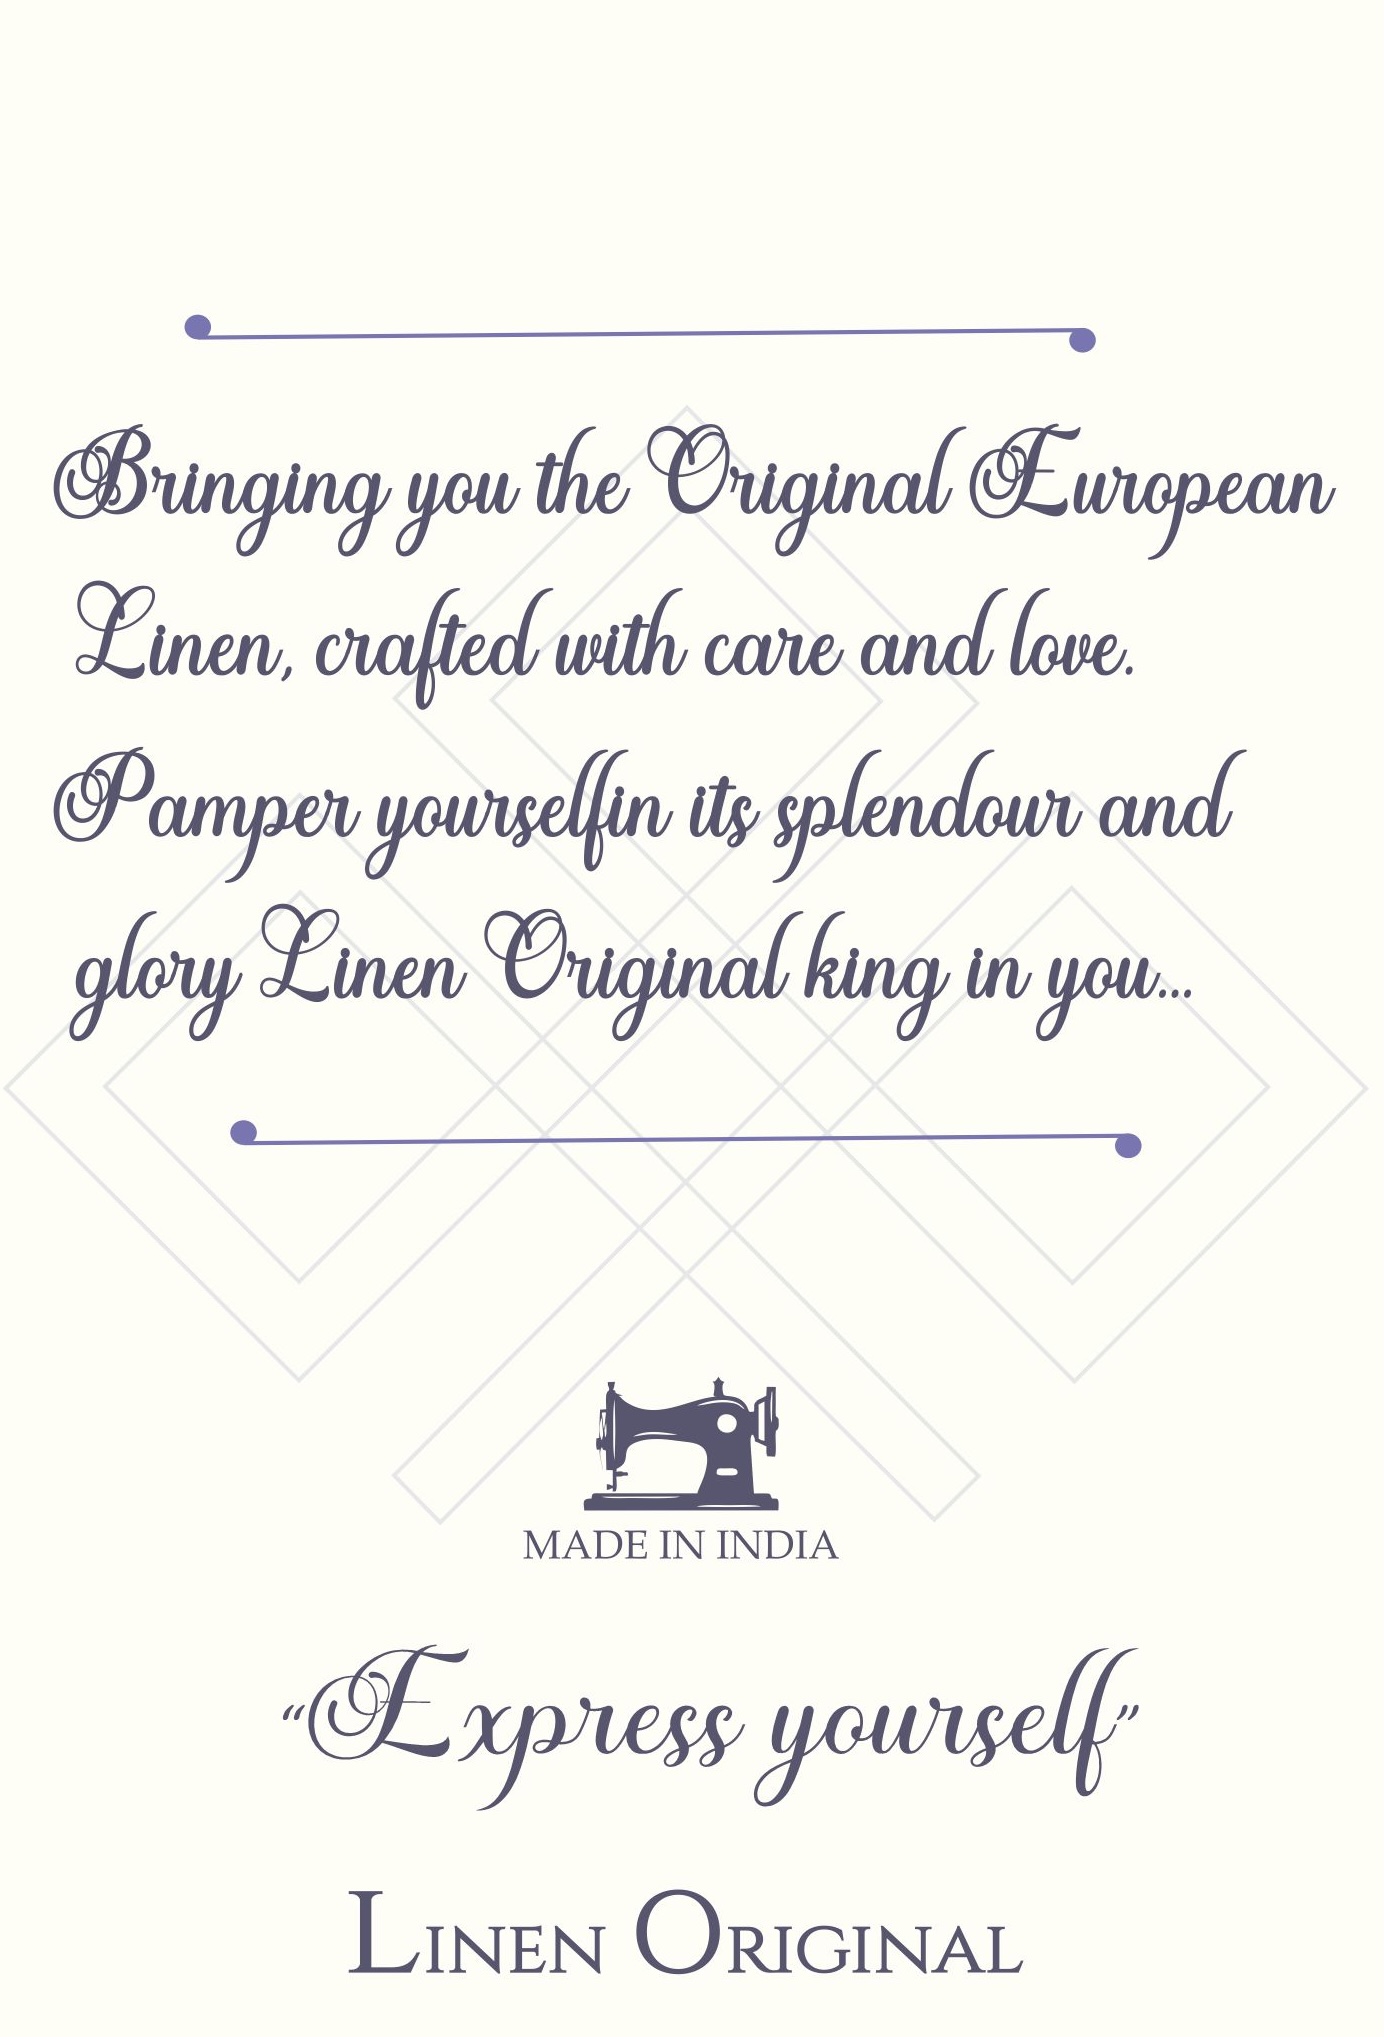 Bringing you the Original European
Linen, crafted with care and love.
Pamper yourselfin its splendour and
glory Linen Original king in you...
MADE IN INDIA
“Express yourself”
LINEN ORIGINAL